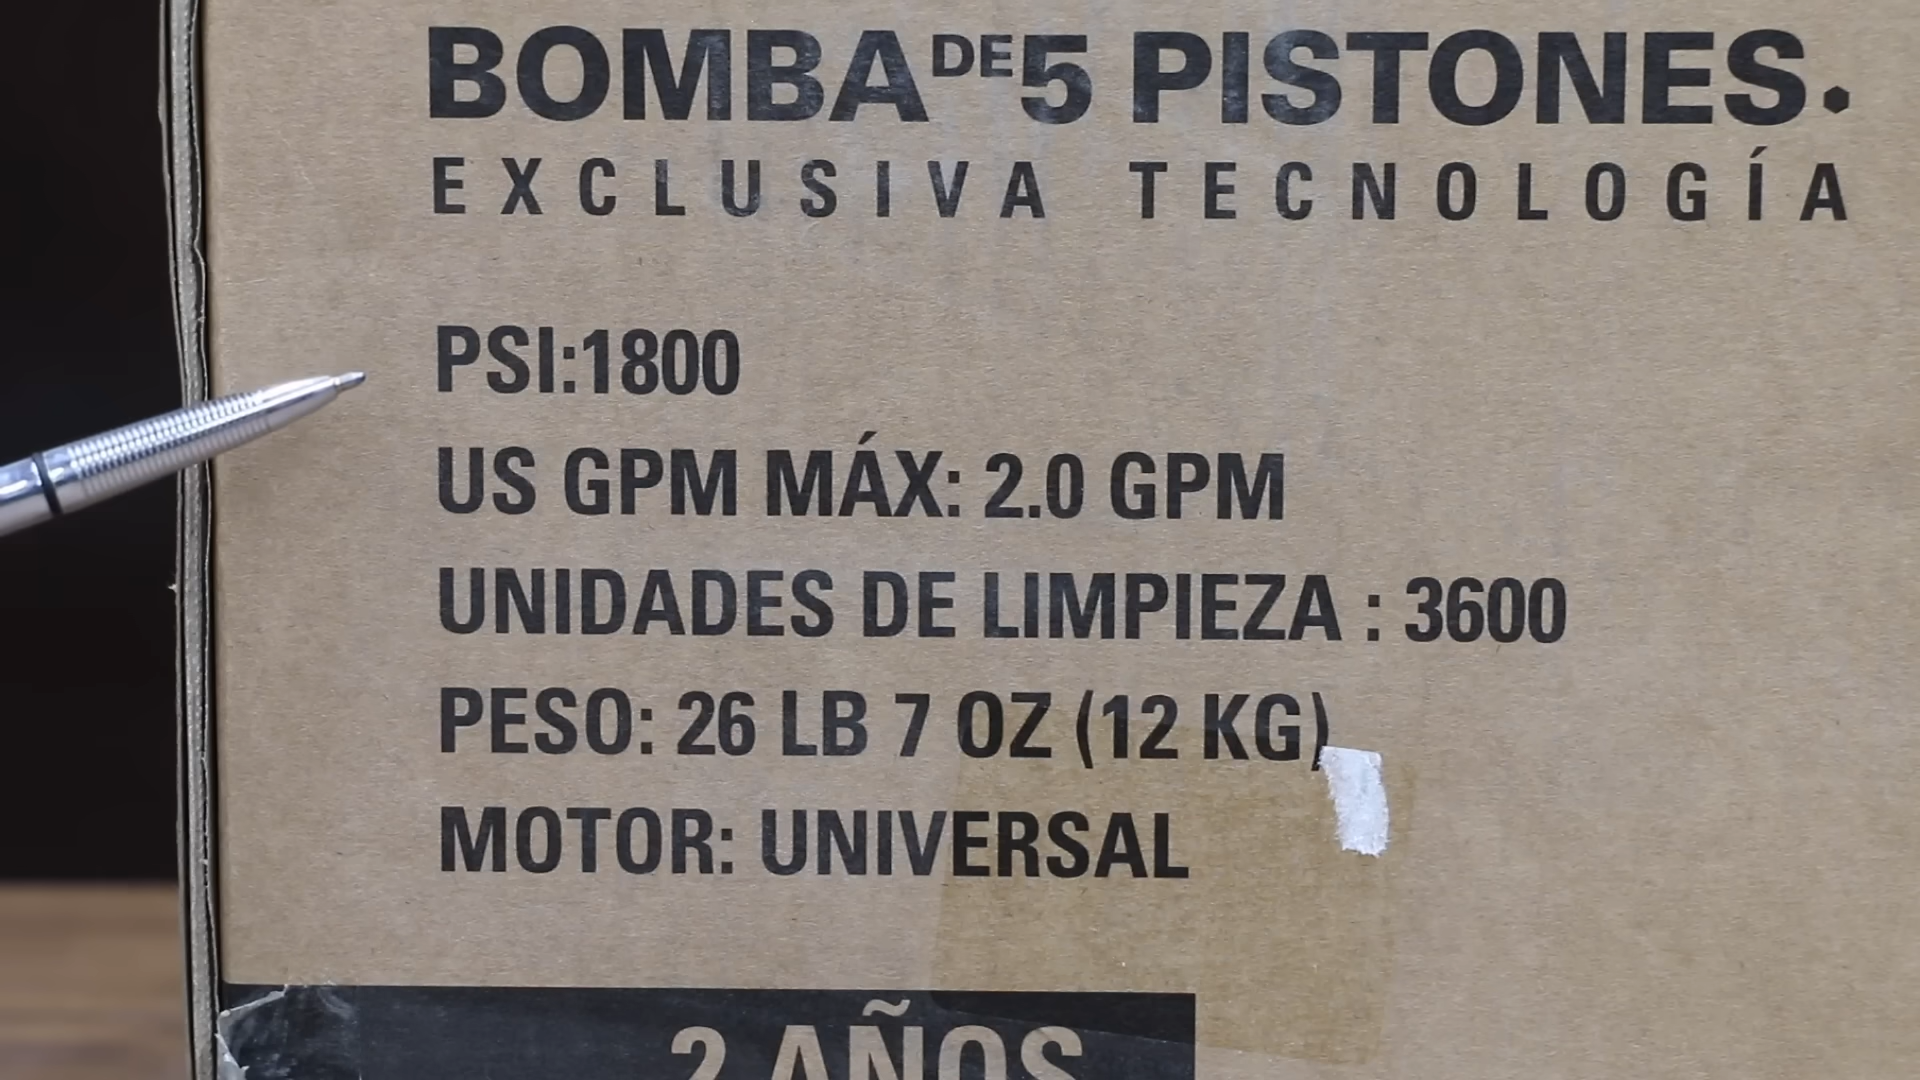 BOMBA DE 5 PISTONES.
EXCLUSIVA TECNOLOGÍA
PSI:1800
US GPM MÁX: 2.0 GPM
UNIDADES DE LIMPIEZA : 3600
PESO: 26 LB 7 OZ (12 KG)
MOTOR: UNIVERSAL
2 AÑOS